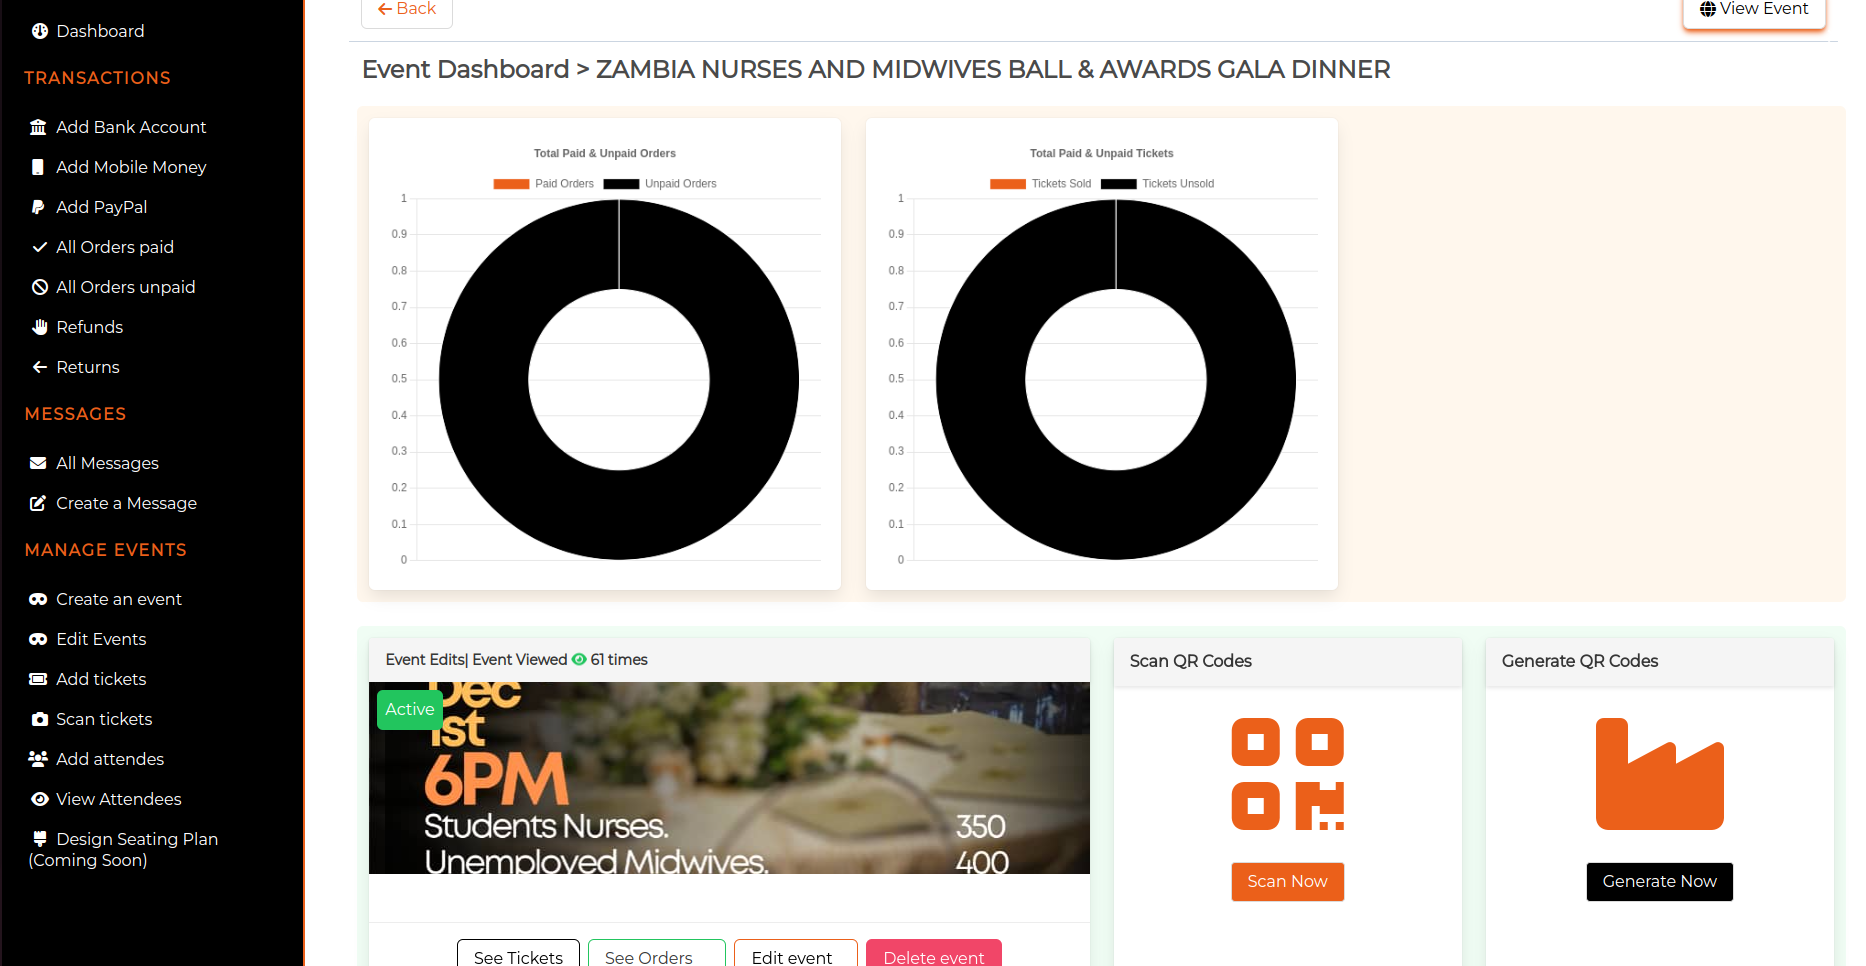 Dashboard
TRANSACTIONS
Add Bank Account
Add Mobile Money
Add PayPal
All Orders paid
All Orders unpaid
Refunds
Returns
MESSAGES
All Messages
Create a Message
MANAGE EVENTS
Create an event
Edit Events
Add tickets
Scan tickets
Add attendes
View Attendees
Design Seating Plan
(Coming Soon)
Back
View Event
Event Dashboard > ZAMBIA NURSES AND MIDWIVES BALL & AWARDS GALA DINNER
Total Paid & Unpaid Orders
Paid Orders Unpaid Orders
1
0.9
0.8
0.7
0.6
0.5
0.4
0.3
0.2
0.1
0
Total Paid & Unpaid Tickets
Tickets Sold Tickets Unsold
1
0.9
0.8
0.7
0.6
0.5
0.4
0.3
0.2
0.1
0
Event Edits| Event Viewed 61 times
Active
Dec
1st
6PM
Students Nurses. 350
Unemployed Midwives. 400
See Tickets See Orders Edit event Delete event
Scan QR Codes
Scan Now
Generate QR Codes
Generate Now